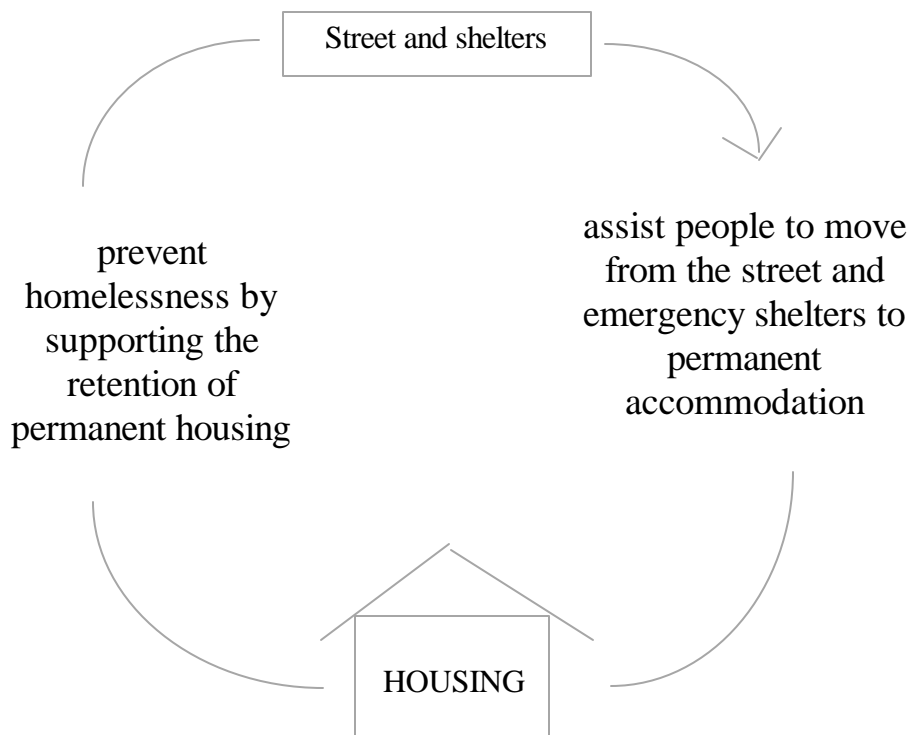 Street and shelters
prevent
homelessness by
supporting the
retention of
permanent housing
assist people to move
from the street and
emergency shelters to
permanent
accommodation
HOUSING